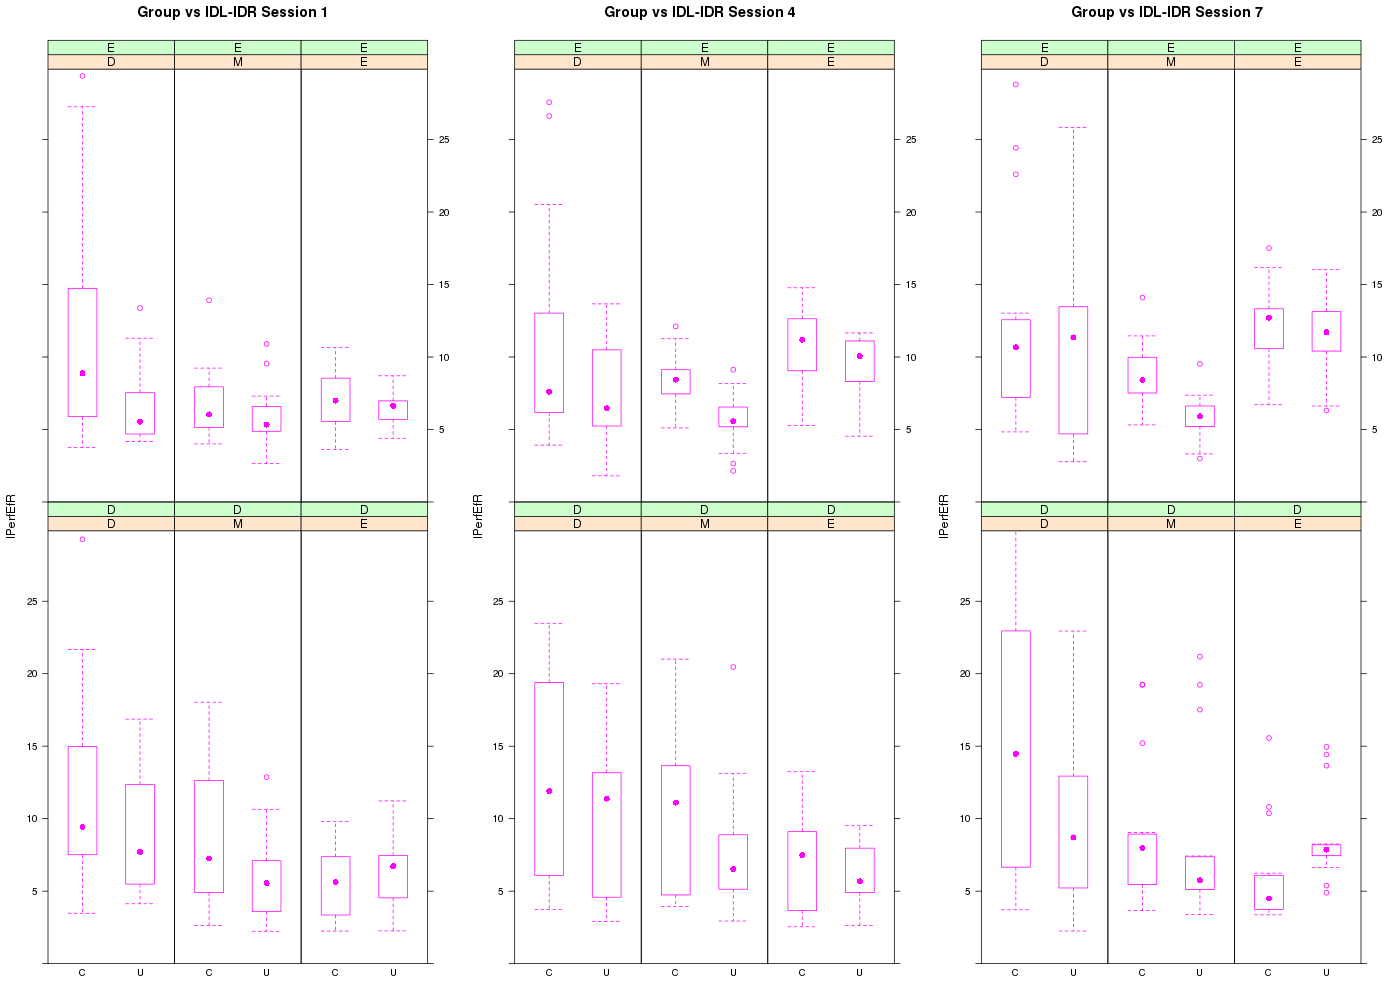 Group vs IDL-IDR Session 1
Group vs IDL-IDR Session 4
Group vs IDL-IDR Session 7
E E E
D M E
E E E
D M E
E E E
D M E
25 25 25
20 20 20
15 15 15
10 10 10
5 5 5
IPerfEfR
IPerfEfR
IPerfEfR
D D D
D M E
D D D
D M E
D D D
D M E
25 25 25
20 20 20
15 15 15
10 10 10
5 5 5
C U C U C U
C U C U C U
C U C U C U